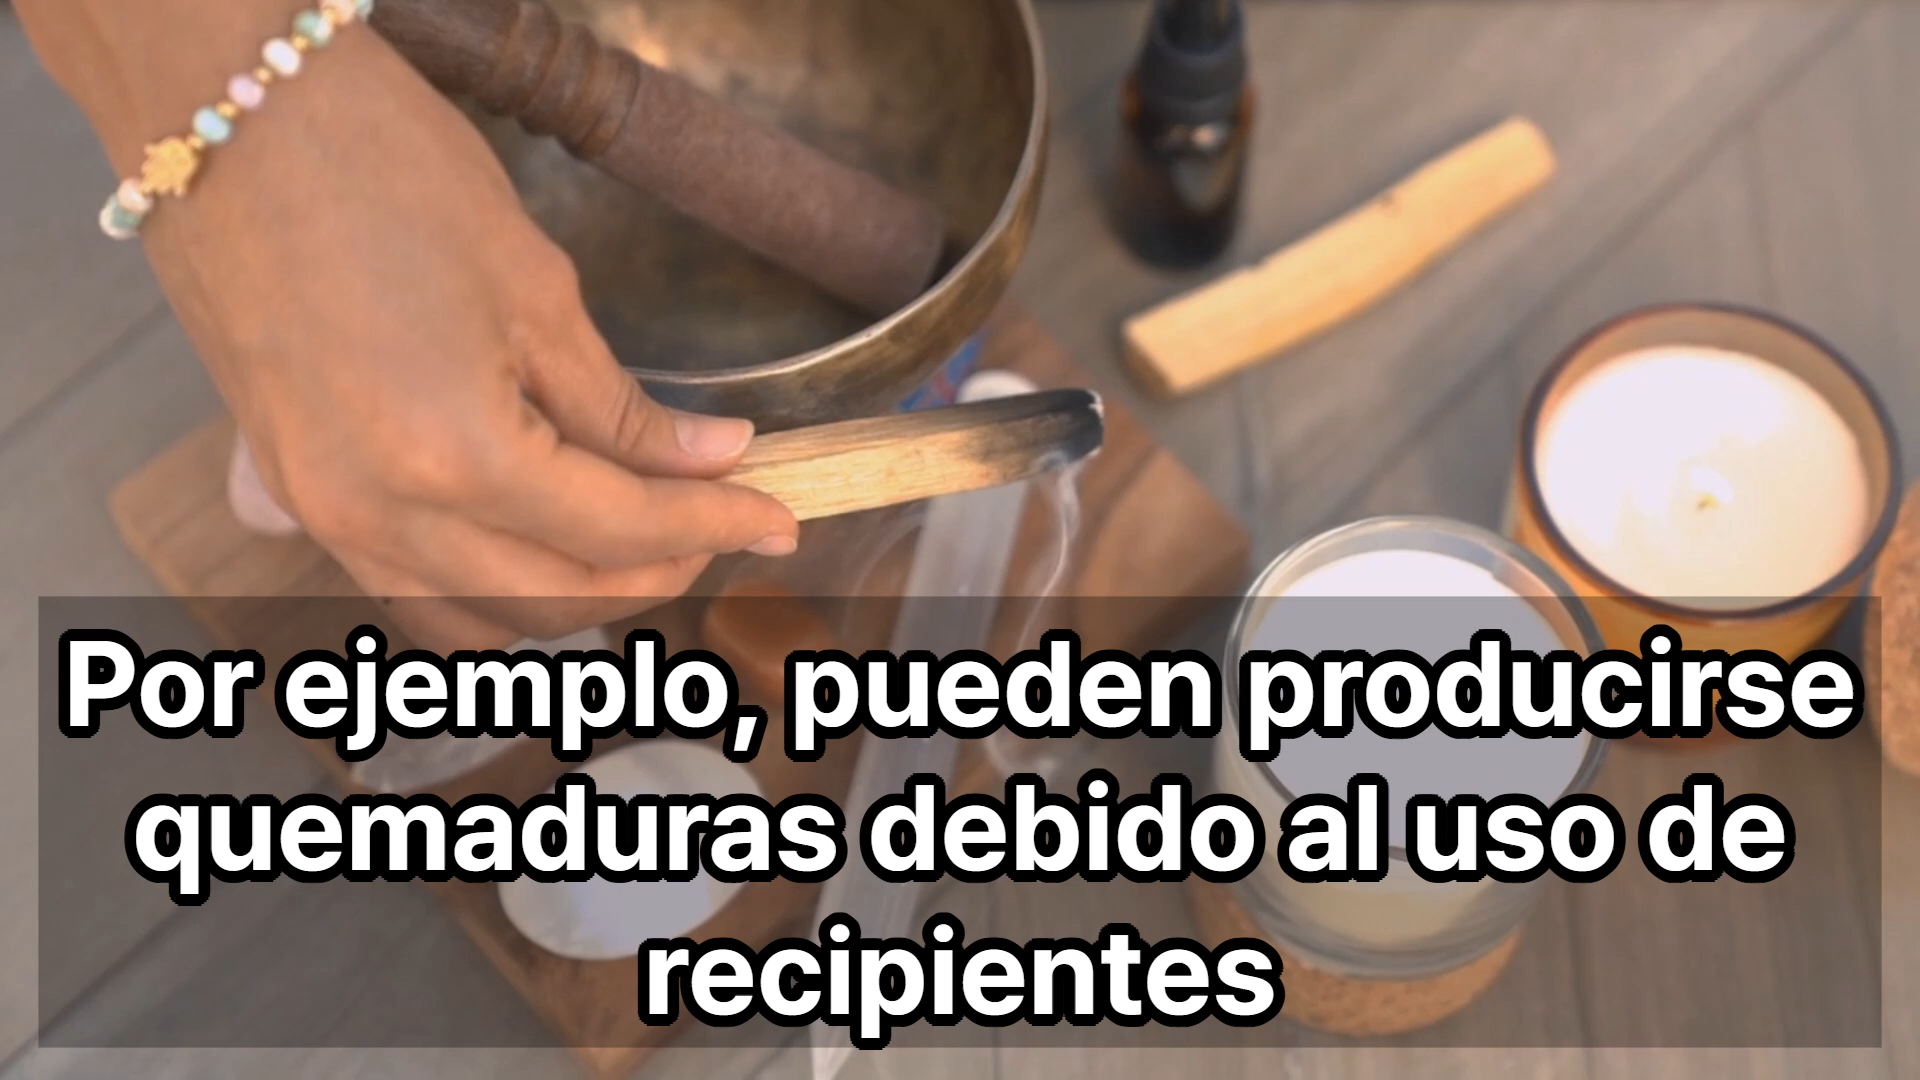 Por ejemplo, pueden producirse
quemaduras debido al uso de
recipientes